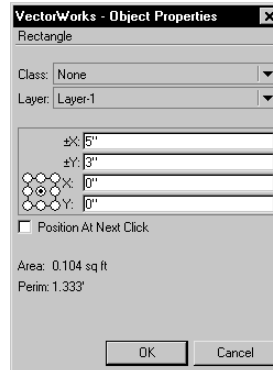 VectorWorks - Object Properties
Rectangle
Class: None
Layer: Layer-1
±X: 5"
±Y: 3"
X: 0"
Y: 0"
Position At Next Click
Area: 0.104 sq ft
Perim: 1.333'
OK Cancel